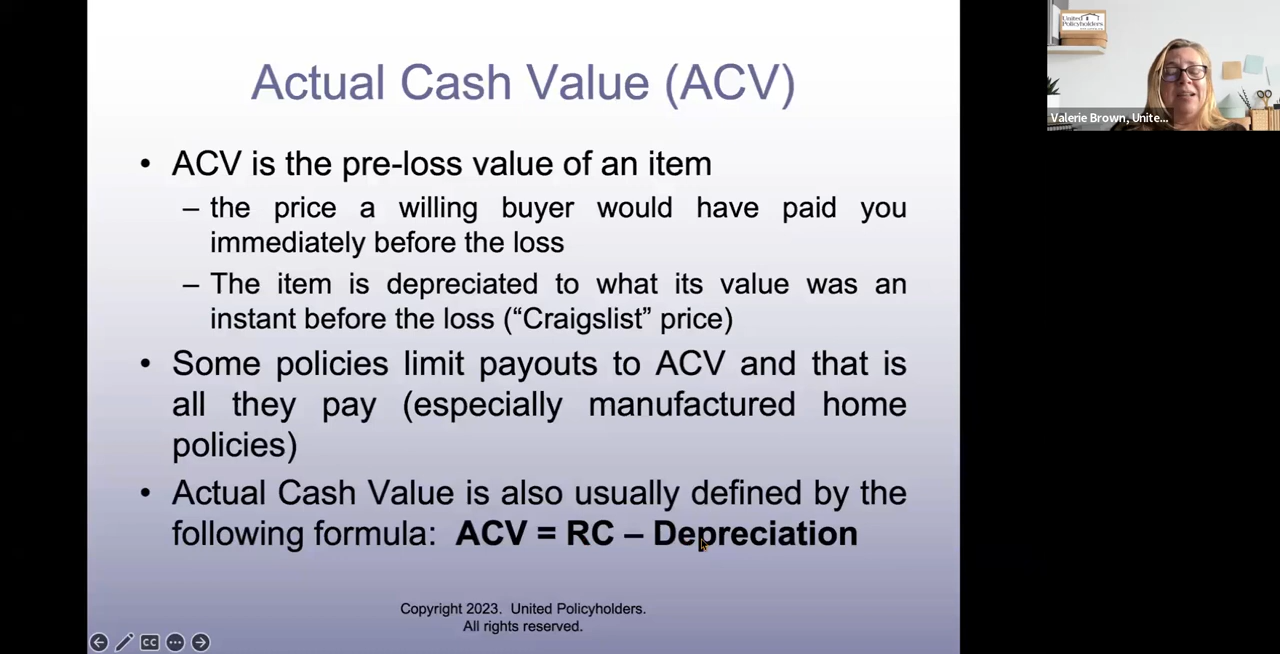 Actual Cash Value (ACV)
• ACV is the pre-loss value of an item
– the price a willing buyer would have paid you
immediately before the loss
– The item is depreciated to what its value was an
instant before the loss (“Craigslist” price)
• Some policies limit payouts to ACV and that is
all they pay (especially manufactured home
policies)
• Actual Cash Value is also usually defined by the
following formula: ACV = RC – Depreciation
Copyright 2023. United Policyholders.
All rights reserved.
CC
United
Policyholders
Valerie Brown, Unite...